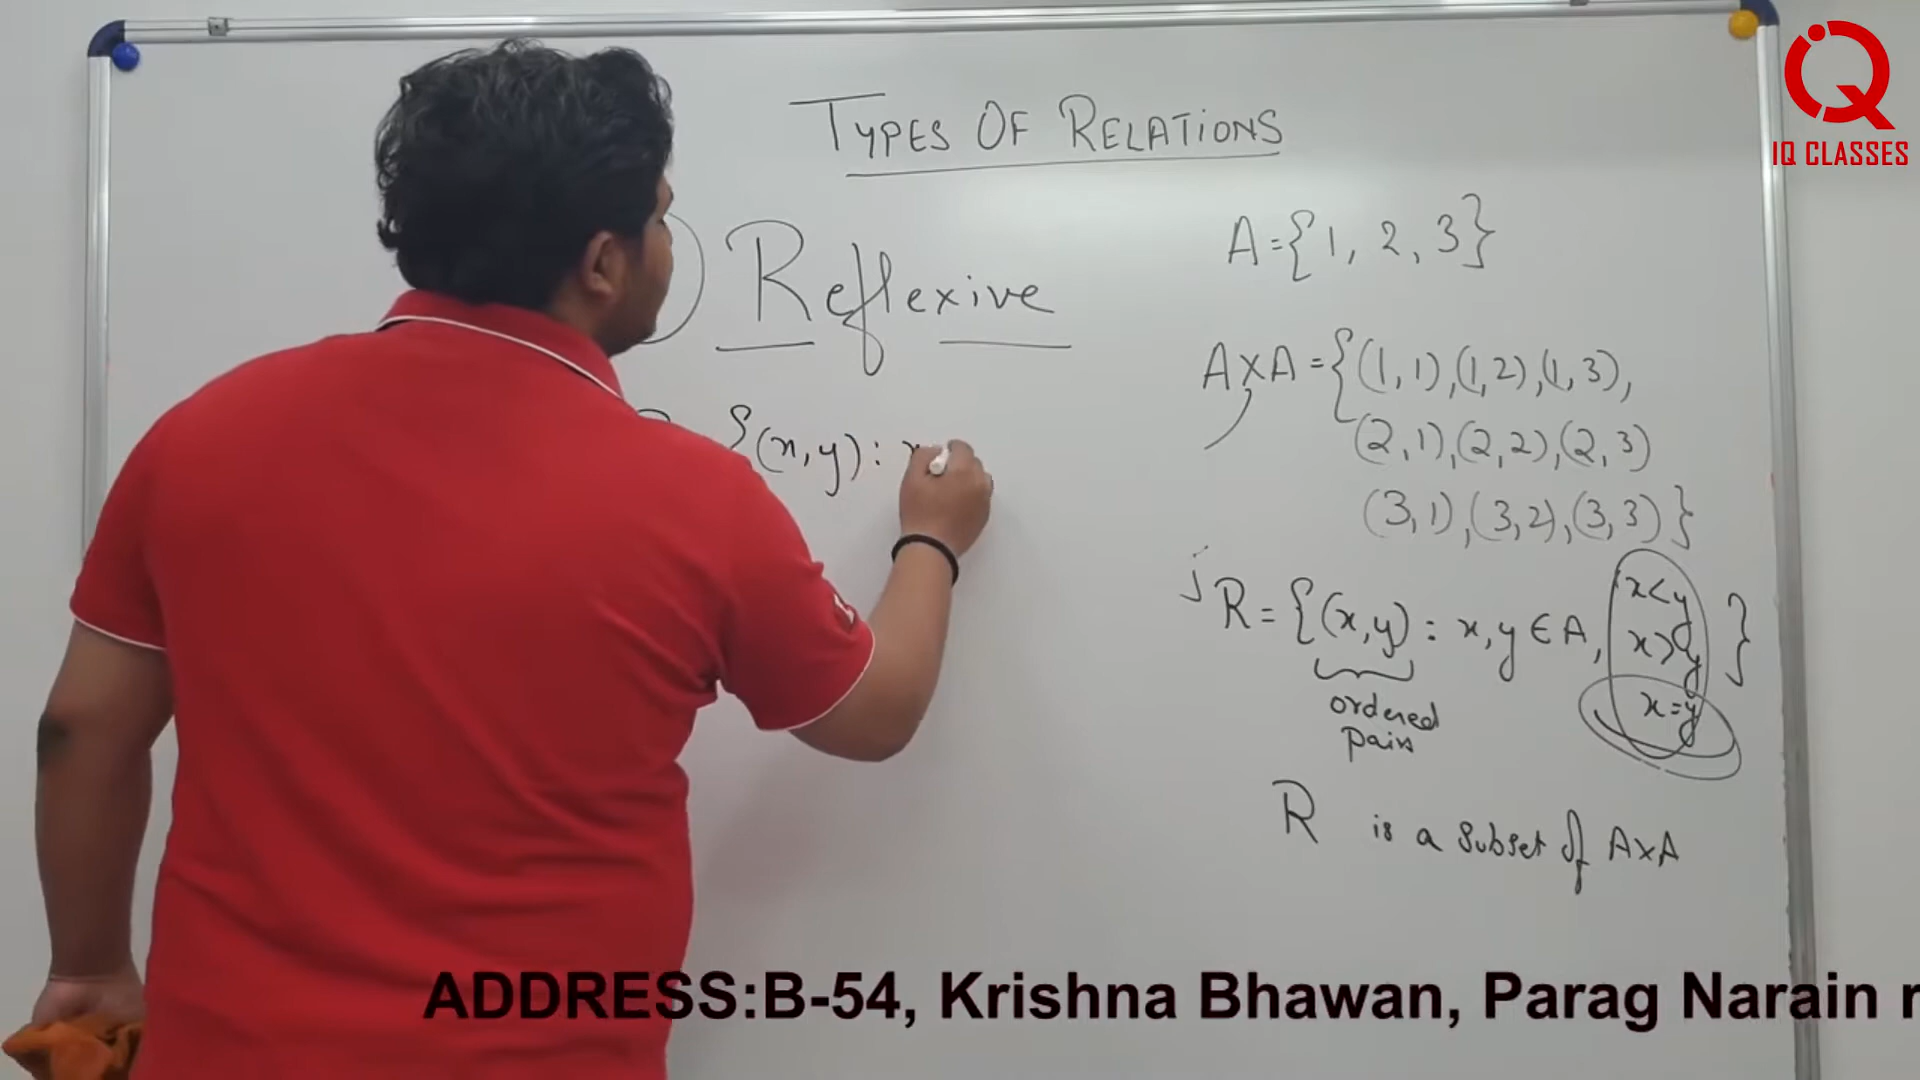 TYPES OF RELATIONS
IQ CLASSES
Reflexive
{(x,y): x
A={1, 2, 3}
AXA={(1,1),(1,2),(1,3),
(2,1),(2,2),(2,3)
(3,1),(3,2),(3,3)}
R={(x,y): x,y∈A, x<y
x>y
x=y }
ordered
pairs
R is a subset of AXA
ADDRESS:B-54, Krishna Bhawan, Parag Narain r